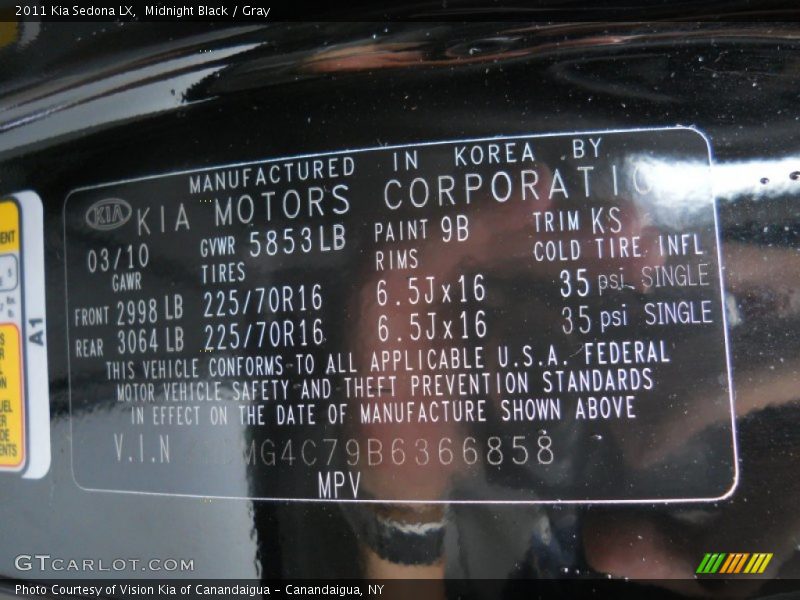 2011 Kia Sedona LX, Midnight Black / Gray
MANUFACTURED IN KOREA BY
KIA KIA MOTORS CORPORATIO
03/10 GVWR 5853LB PAINT 9B TRIM KS
GAWR TIRES RIMS COLD TIRE INFL
FRONT 2998 LB 225/70R16 6.5Jx16 35 psi SINGLE
REAR 3064 LB 225/70R16 6.5Jx16 35 psi SINGLE
THIS VEHICLE CONFORMS TO ALL APPLICABLE U.S.A. FEDERAL
MOTOR VEHICLE SAFETY AND THEFT PREVENTION STANDARDS
IN EFFECT ON THE DATE OF MANUFACTURE SHOWN ABOVE
V.I.N MG4C79B6366858
MPV
A1
GTCARLOT.COM
Photo Courtesy of Vision Kia of Canandaigua - Canandaigua, NY